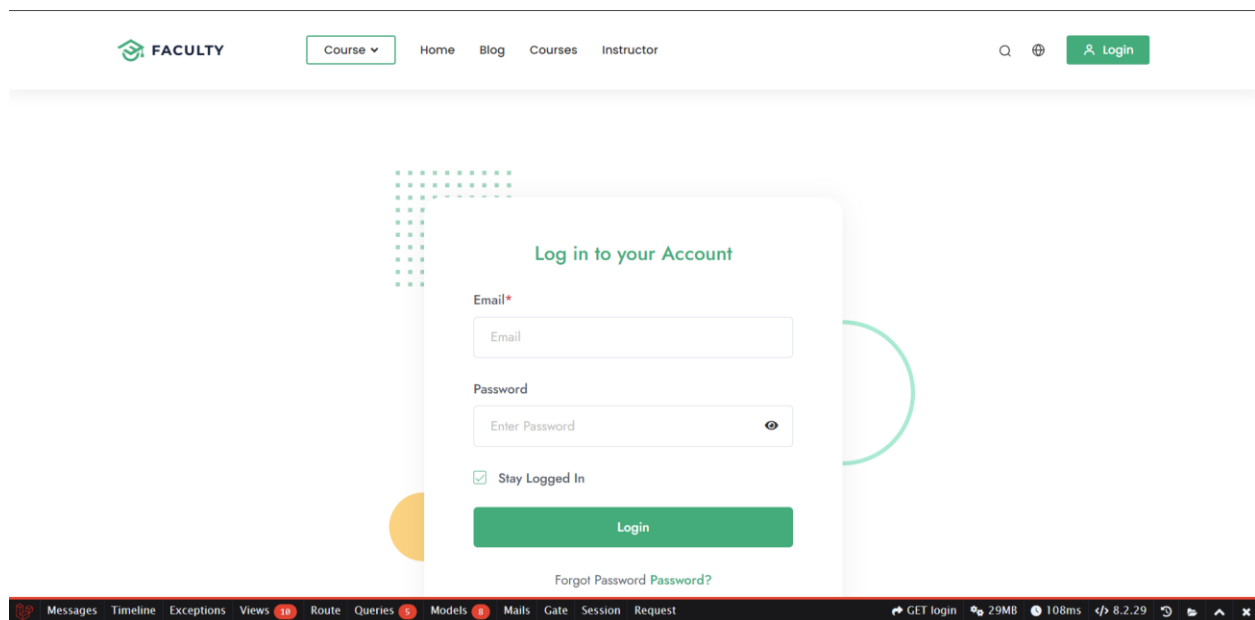 FACULTY Course Home Blog Courses Instructor Login
Log in to your Account
Email*
Email
Password
Enter Password
Stay Logged In
Login
Forgot Password Password?
Messages Timeline Exceptions Views 10 Route Queries 5 Models 8 Mails Gate Session Request GET login 29MB 108ms </> 8.2.29